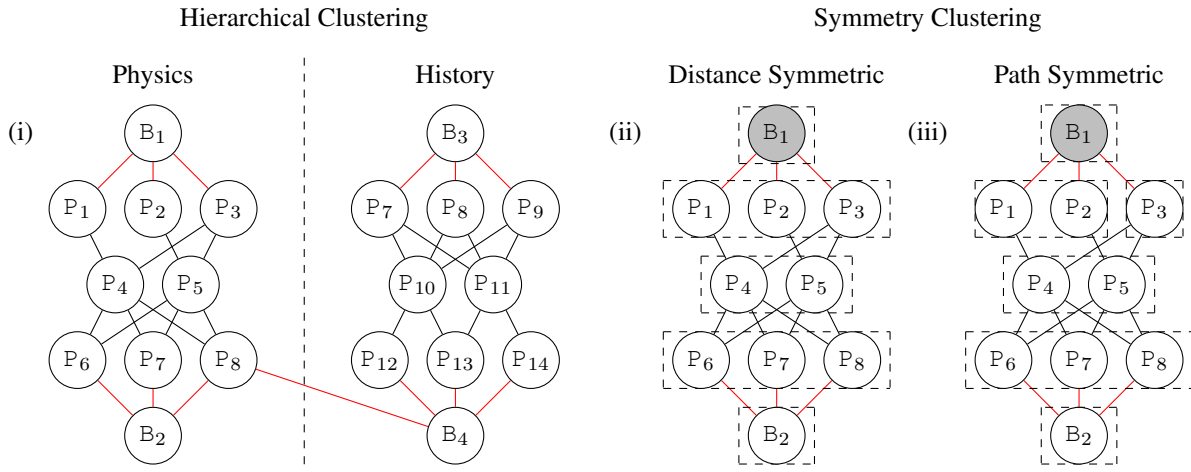 Hierarchical Clustering Symmetry Clustering
Physics History Distance Symmetric Path Symmetric
(i) B1 B3 (ii) B1 (iii) B1
P1 P2 P3 P7 P8 P9 P1 P2 P3 P1 P2 P3
P4 P5 P10 P11 P4 P5 P4 P5
P6 P7 P8 P12 P13 P14 P6 P7 P8 P6 P7 P8
B2 B4 B2 B2